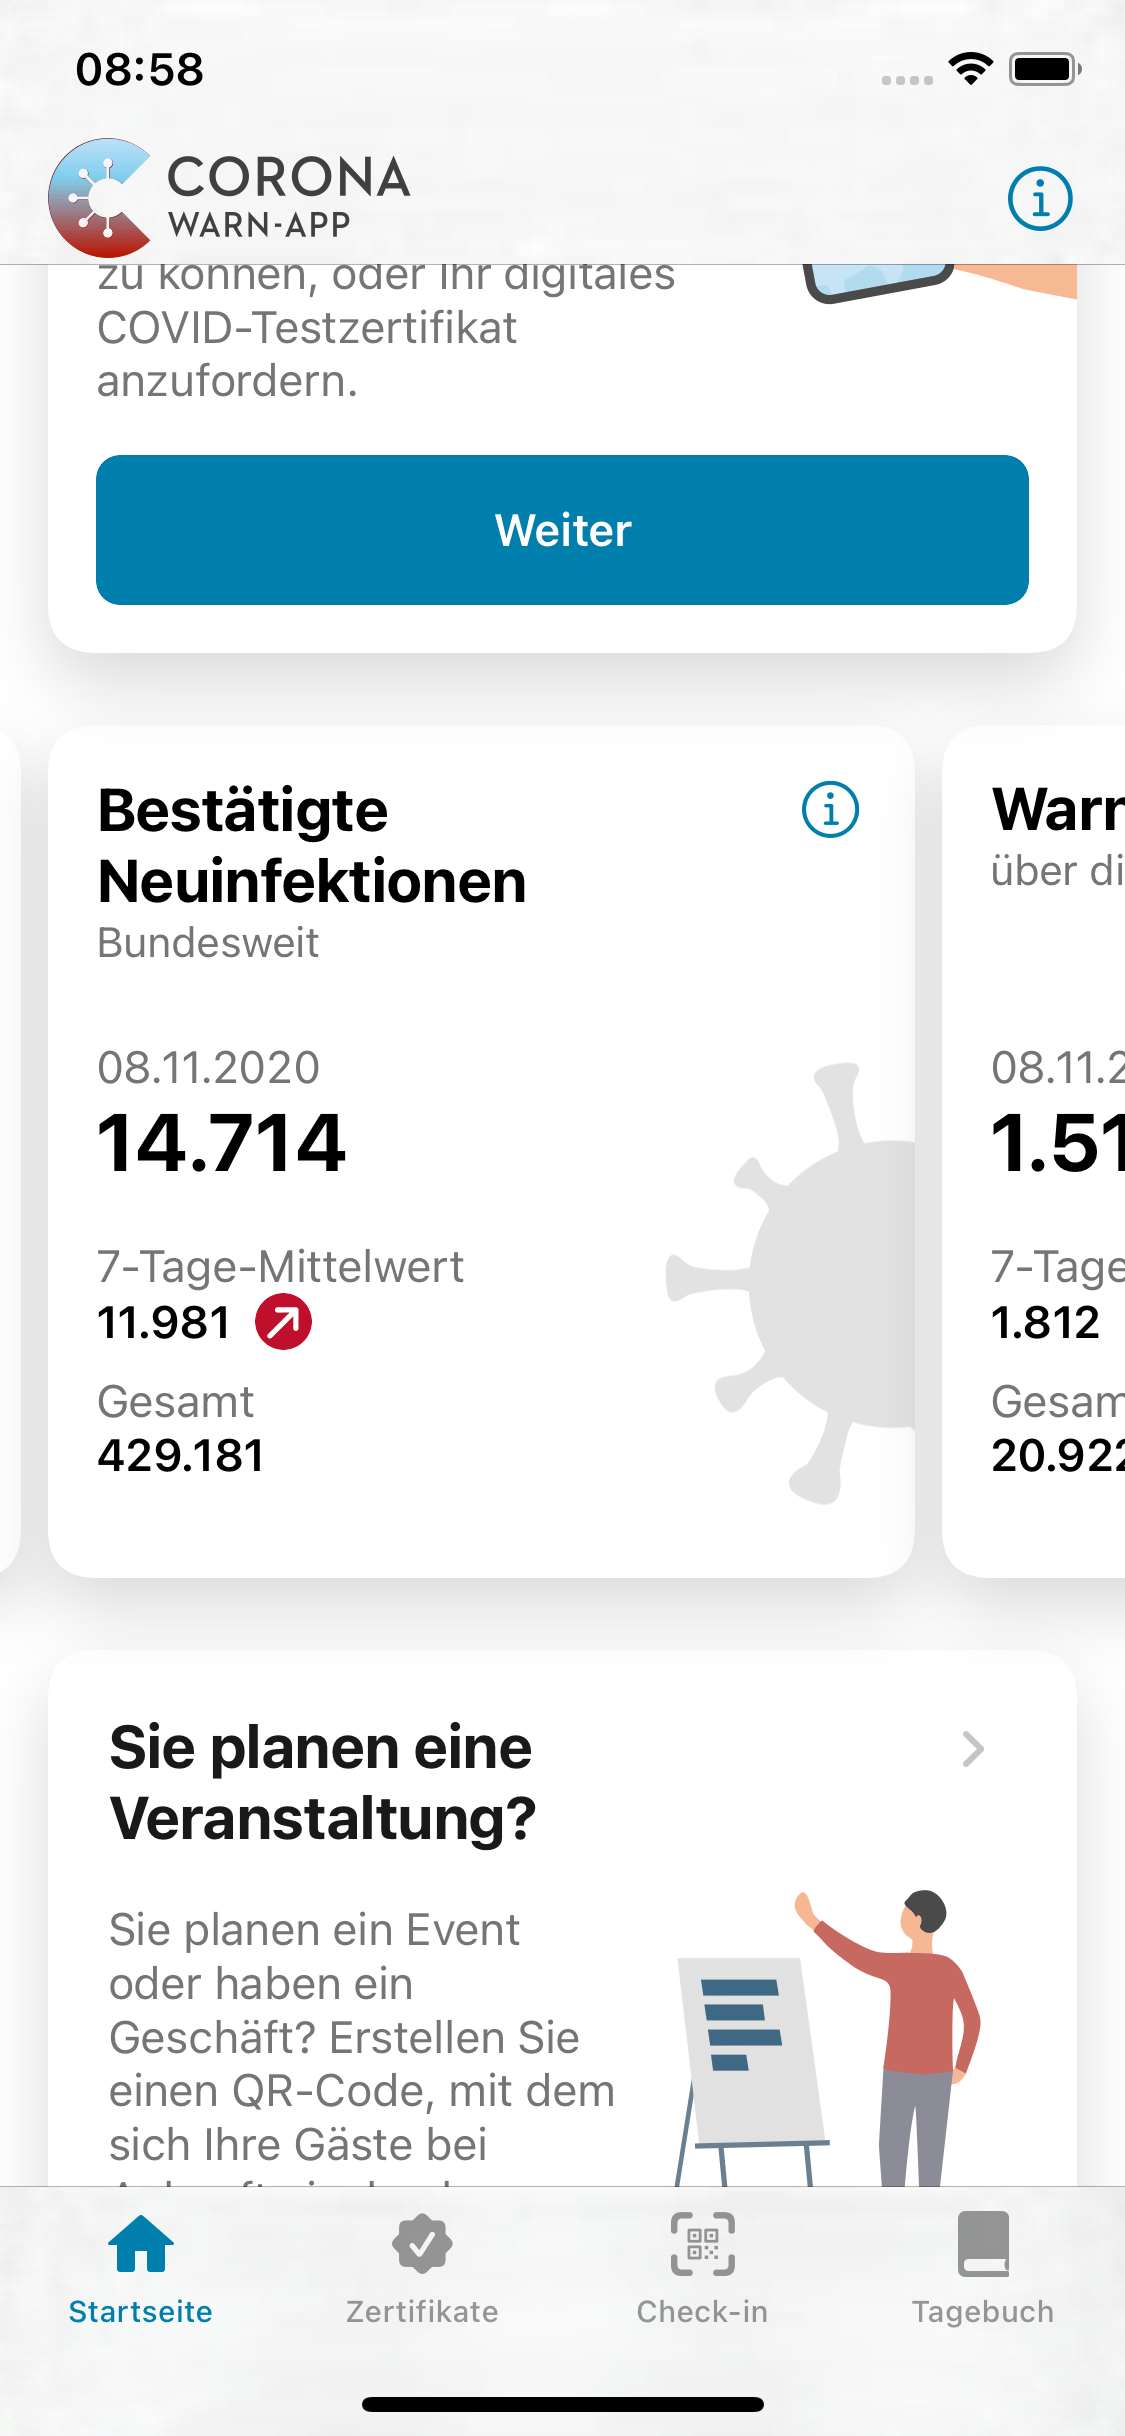 08:58
CORONA
WARN-APP
zu können, oder Ihr digitales
COVID-Testzertifikat
anzufordern.
Weiter
Bestätigte
Neuinfektionen
Bundesweit
08.11.2020
14.714
7-Tage-Mittelwert
11.981
Gesamt
429.181
Warn
über di
08.11.2
1.51
7-Tage
1.812
Gesam
20.922
Sie planen eine
Veranstaltung?
Sie planen ein Event
oder haben ein
Geschäft? Erstellen Sie
einen QR-Code, mit dem
sich Ihre Gäste bei
Startseite
Zertifikate
Check-in
Tagebuch